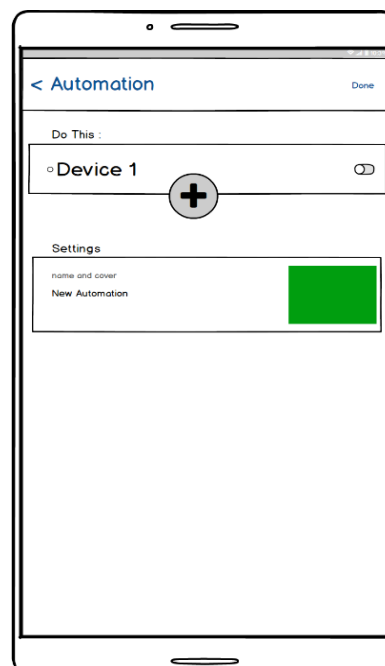 < Automation
Done
Do This :
Device 1
Settings
name and cover
New Automation